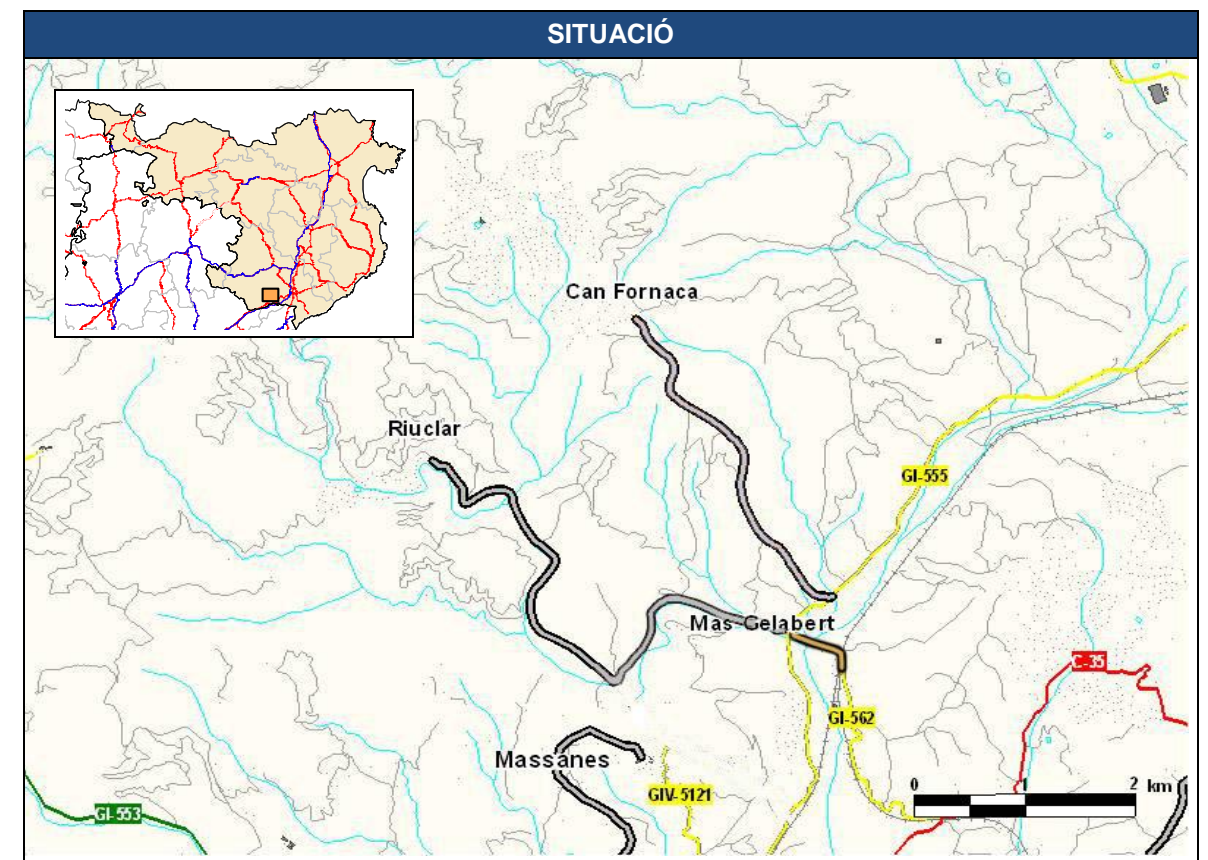 SITUACIÓ
Can Fornaca
Riuclar
GI-555
Mas Gelabert
C-35
GI-562
Massanes
GIV-5121
0 1 2 km
GI-553